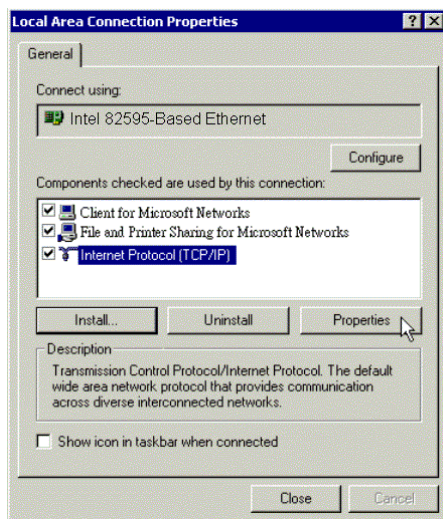 Local Area Connection Properties
General
Connect using:
Intel 82595-Based Ethernet
Configure
Components checked are used by this connection:
Client for Microsoft Networks
File and Printer Sharing for Microsoft Networks
Internet Protocol (TCP/IP)
Install... Uninstall Properties
Description
Transmission Control Protocol/Internet Protocol. The default
wide area network protocol that provides communication
across diverse interconnected networks.
Show icon in taskbar when connected
Close Cancel